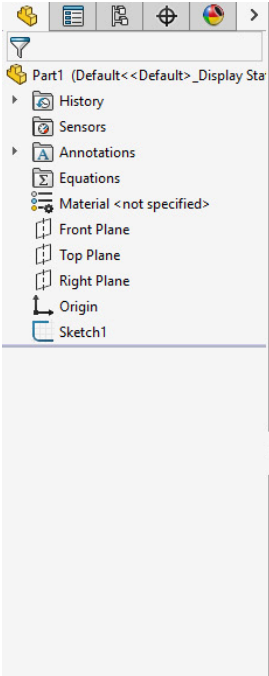 Part1 (Default<<Default>_Display Sta
History
Sensors
Annotations
Equations
Material <not specified>
Front Plane
Top Plane
Right Plane
Origin
Sketch1